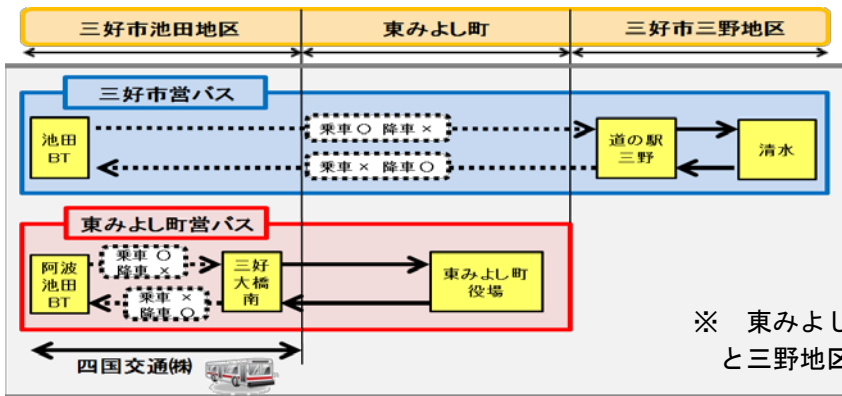 三好市池田地区
東みよし町
三好市三野地区
三好市営バス
池田
BT
乗車〇 降車×
乗車× 降車〇
道の駅
三野
清水
東みよし町営バス
阿波
池田
BT
乗車 〇
降車 ×
乗車 ×
降車 〇
三好
大橋
南
東みよし町
役場
四国交通㈱
※ 東みよし
と三野地区